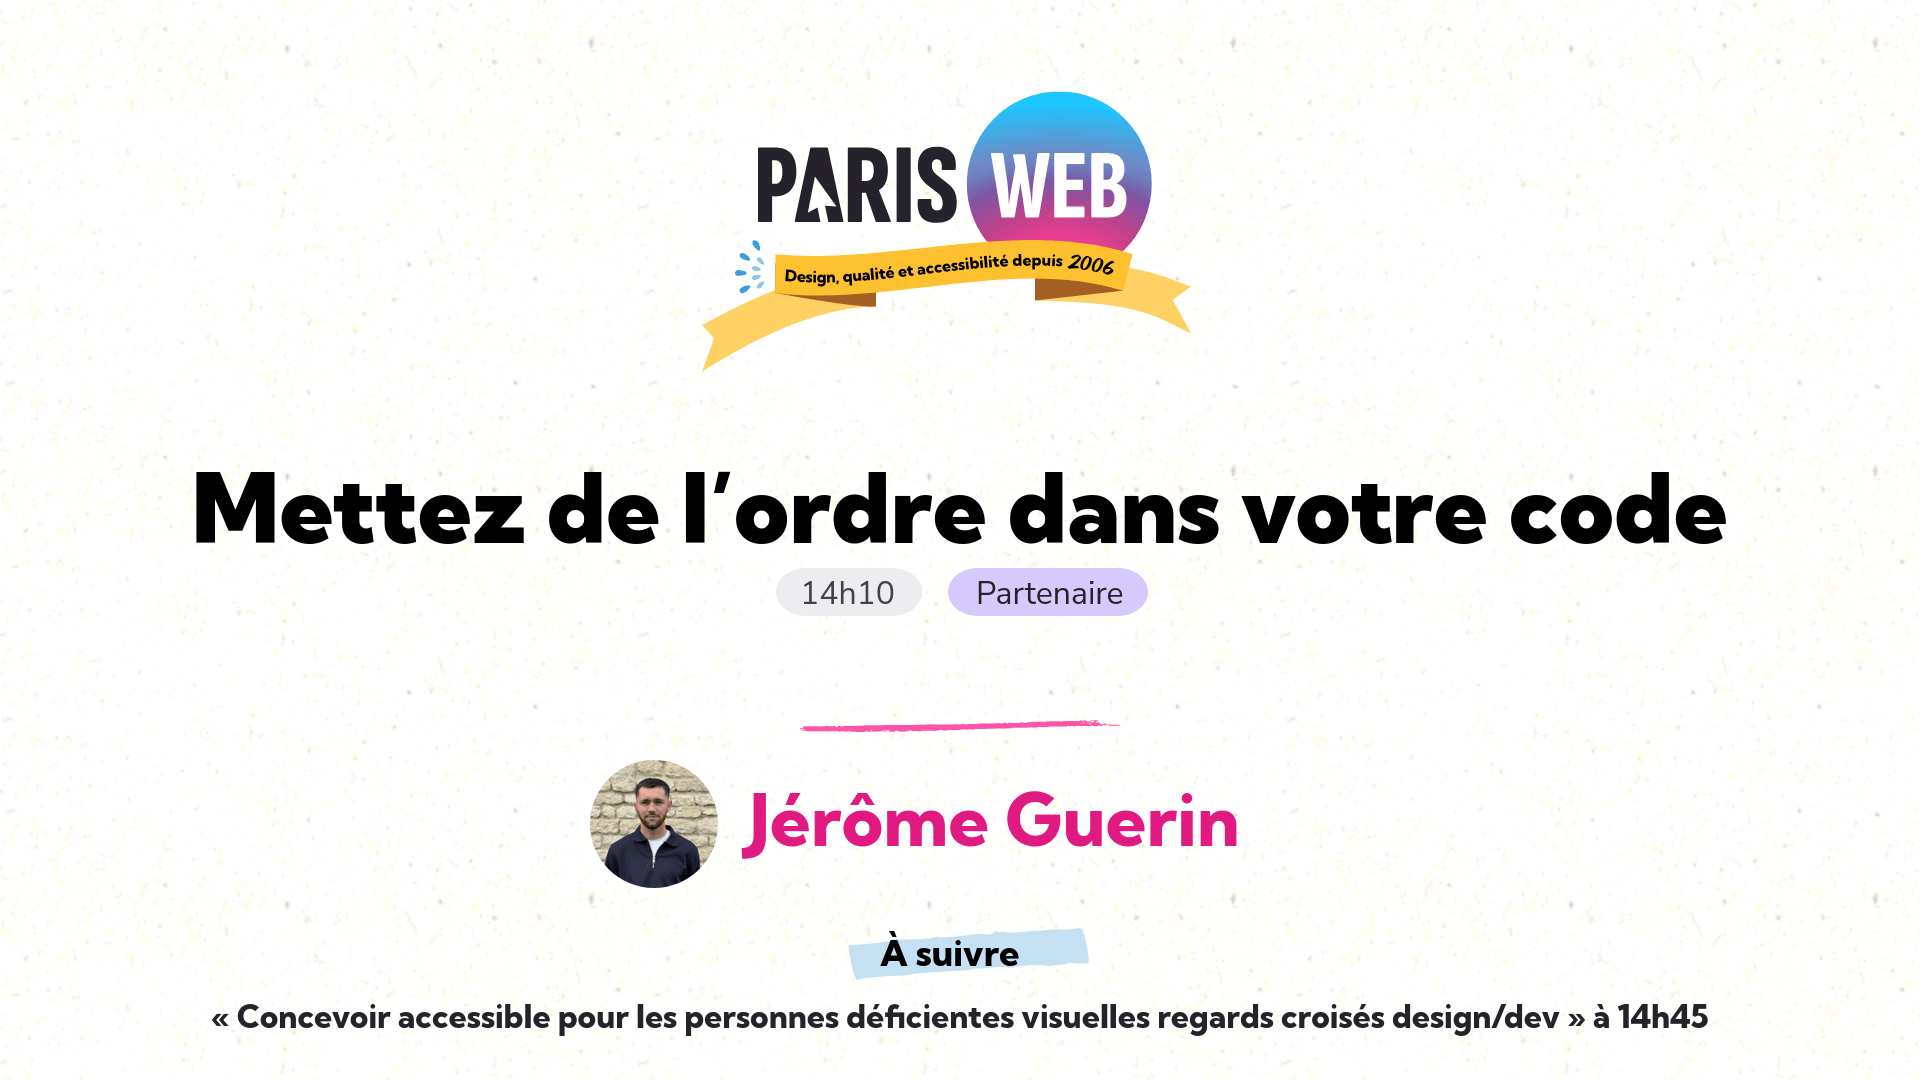 PARIS WEB
Design, qualité et accessibilité depuis 2006
Mettez de l’ordre dans votre code
14h10 Partenaire
Jérôme Guerin
À suivre
« Concevoir accessible pour les personnes déficientes visuelles regards croisés design/dev » à 14h45